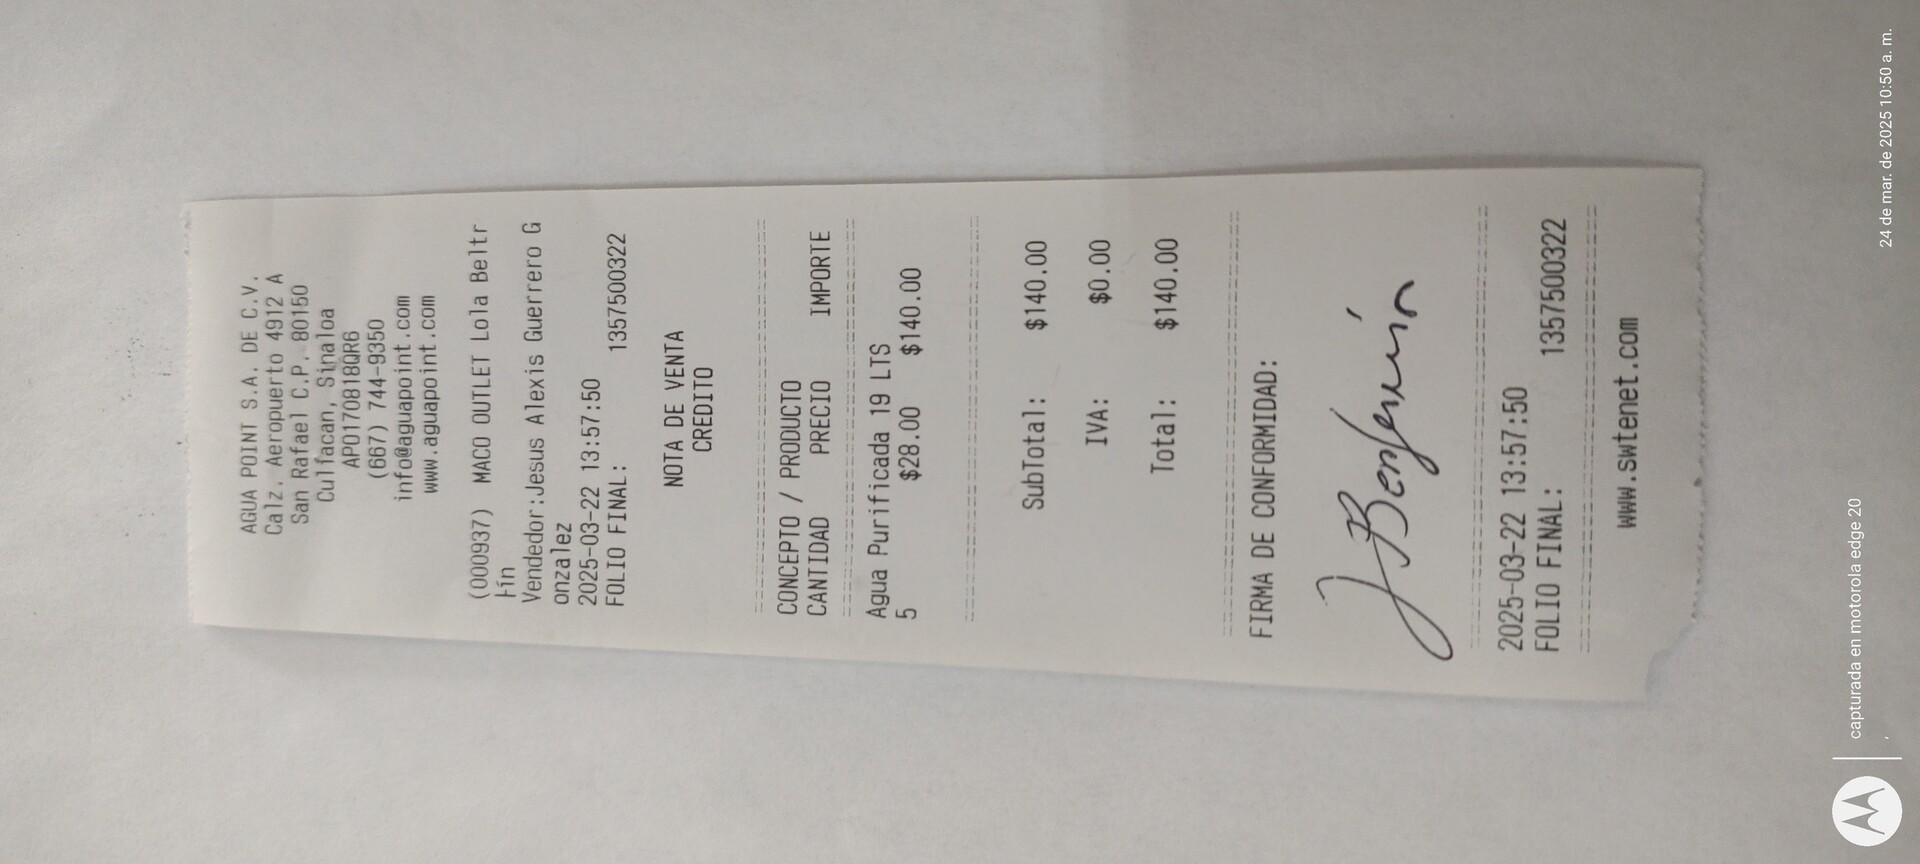 AGUA POINT S.A. DE C.V.
Calz. Aeropuerto 4912 A
San Rafael C.P. 80150
Culfacan, Sinaloa
APO170818QR6
(667) 744-9350
info@aguapoint.com
www.aguapoint.com
(000937) MACO OUTLET Lola Beltr
Fin
Vendedor:Jesus Alexis Guerrero G
onzalez
2025-03-22 13:57:50
FOLIO FINAL: 1357500322
NOTA DE VENTA
CREDITO
CONCEPTO / PRODUCTO
CANTIDAD PRECIO IMPORTE
Agua Purificada 19 LTS
5 $28.00 $140.00
SubTotal: $140.00
IVA: $0.00
Total: $140.00
FIRMA DE CONFORMIDAD:
J Benjamín
2025-03-22 13:57:50
FOLIO FINAL: 1357500322
www.swtenet.com
capturada en motorola edge 20
24 de mar. de 2025 10:50 a. m.